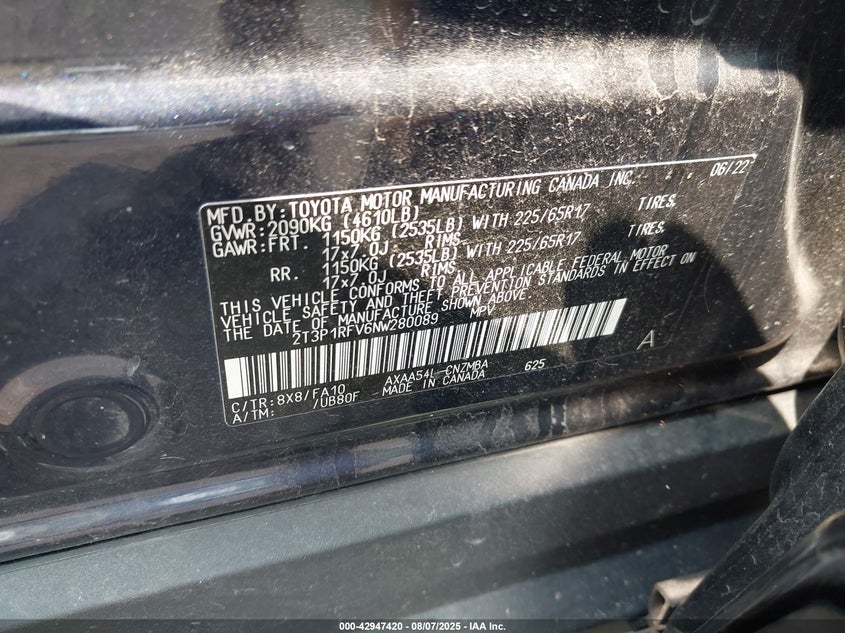 MFD.BY:TOYOTA MOTOR MANUFACTURING CANADA INC. 06/22
GVWR:2090KG (4610LB)
GAWR:FRT. 1150KG (2535LB) WITH 225/65R17 TIRES,
17x7.0J RIMS,
RR. 1150KG (2535LB) WITH 225/65R17 TIRES,
17x7.0J RIMS,
THIS VEHICLE CONFORMS TO ALL APPLICABLE FEDERAL MOTOR
VEHICLE SAFETY AND THEFT PREVENTION STANDARDS IN EFFECT ON
THE DATE OF MANUFACTURE SHOWN ABOVE.
2T3P1RFV6NW280089 MPV
C/TR:8X8/FA10 AXAA54L-CNZMBA 625 A
A/TM: /UB80F MADE IN CANADA
000-42947420 | 08/07/2025 | IAA Inc.